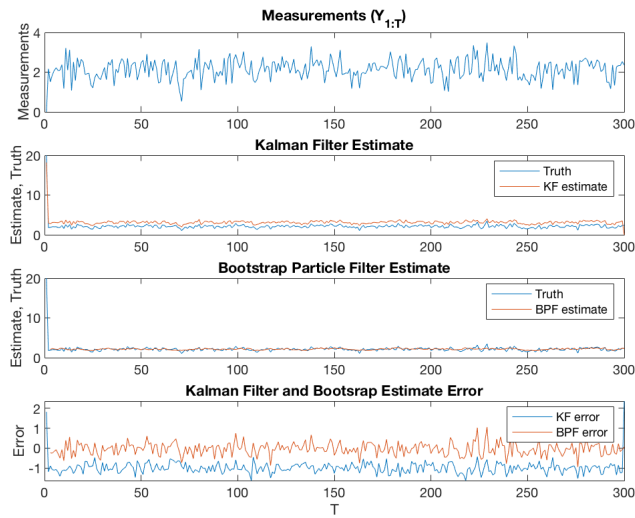 Measurements (Y1:T)
Measurements
4
2
0
0
50
100
150
200
250
300
Kalman Filter Estimate
Estimate, Truth
20
10
0
Truth
KF estimate
0
50
100
150
200
250
300
Bootstrap Particle Filter Estimate
Estimate, Truth
20
10
0
Truth
BPF estimate
0
50
100
150
200
250
300
Kalman Filter and Bootsrap Estimate Error
Error
2
1
0
-1
KF error
BPF error
0
50
100
150
200
250
300
T